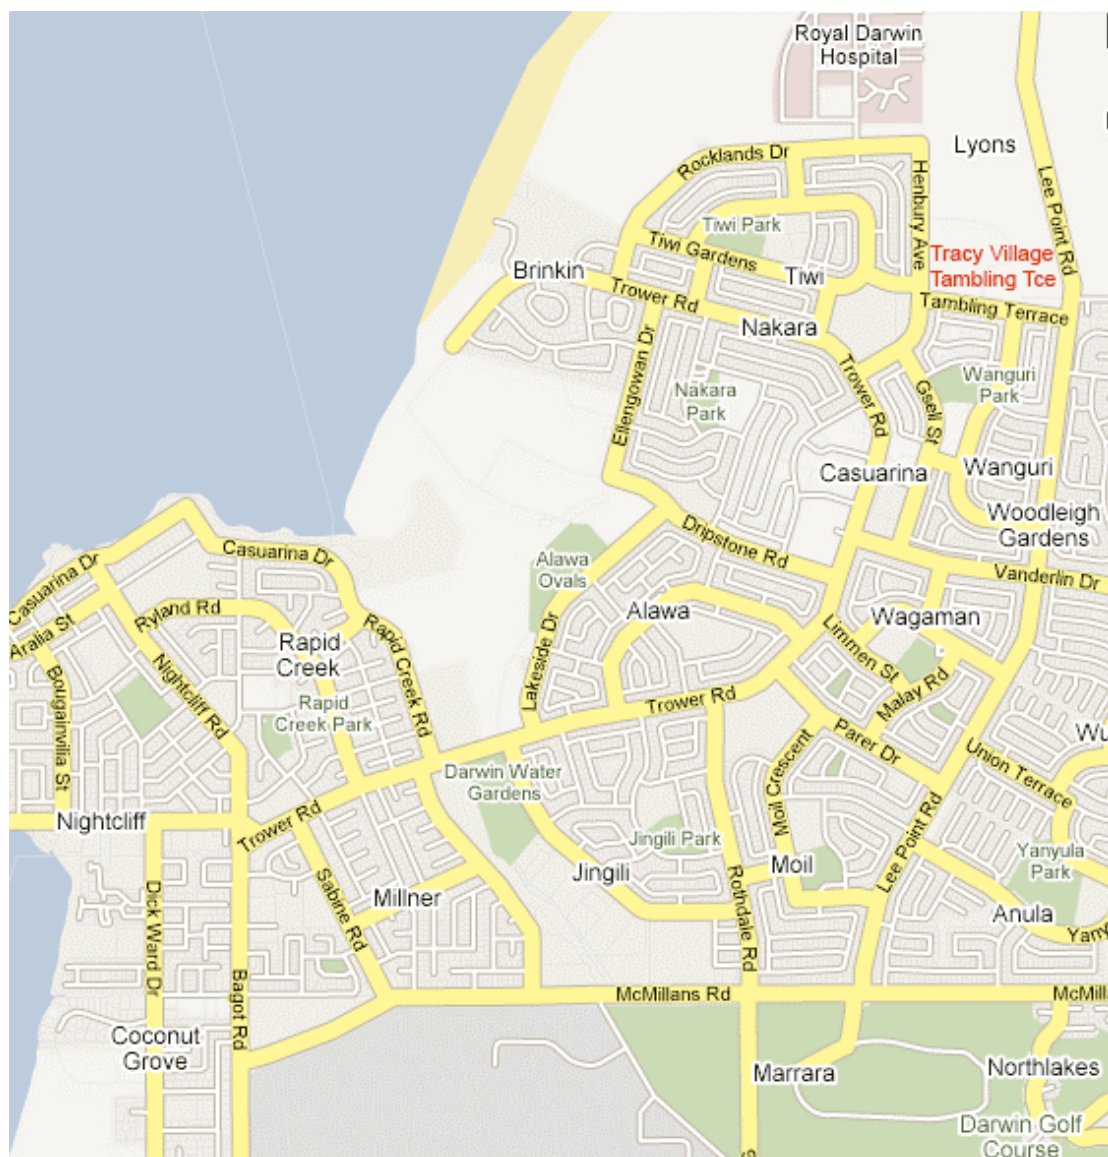 Royal Darwin
Hospital
Lyons
Rocklands Dr
Henbury Ave
Lee Point Rd
Tiwi Park
Tiwi Gardens
Tracy Village
Tambling Tce
Brinkin
Tiwi
Trower Rd
Tambling Terrace
Nakara
Ellengowan Dr
Trower Rd
Nakara
Park
Gsell St
Wanguri
Park
Casuarina
Wanguri
Woodleigh
Gardens
Dripstone Rd
Casuarina Dr
Casuarina Dr
Alawa
Ovals
Vanderlin Dr
Ryland Rd
Aralia St
Alawa
Wagaman
Rapid
Creek
Rapid Creek Rd
Lakeside Dr
Limmen St
Nightcliff Rd
Bougainvilia St
Rapid
Creek Park
Trower Rd
Malay Rd
Parer Dr
Wu
Union Terrace
Darwin Water
Gardens
Moil Crescent
Nightcliff
Trower Rd
Jingili Park
Lee Point Rd
Yanyula
Park
Jingili
Moil
Sabine Rd
Millner
Rothdale Rd
Anula
Yany
Dick Ward Dr
Bagot Rd
McMillans Rd
McMill
Coconut
Grove
Marrara
Northlakes
Darwin Golf
Course